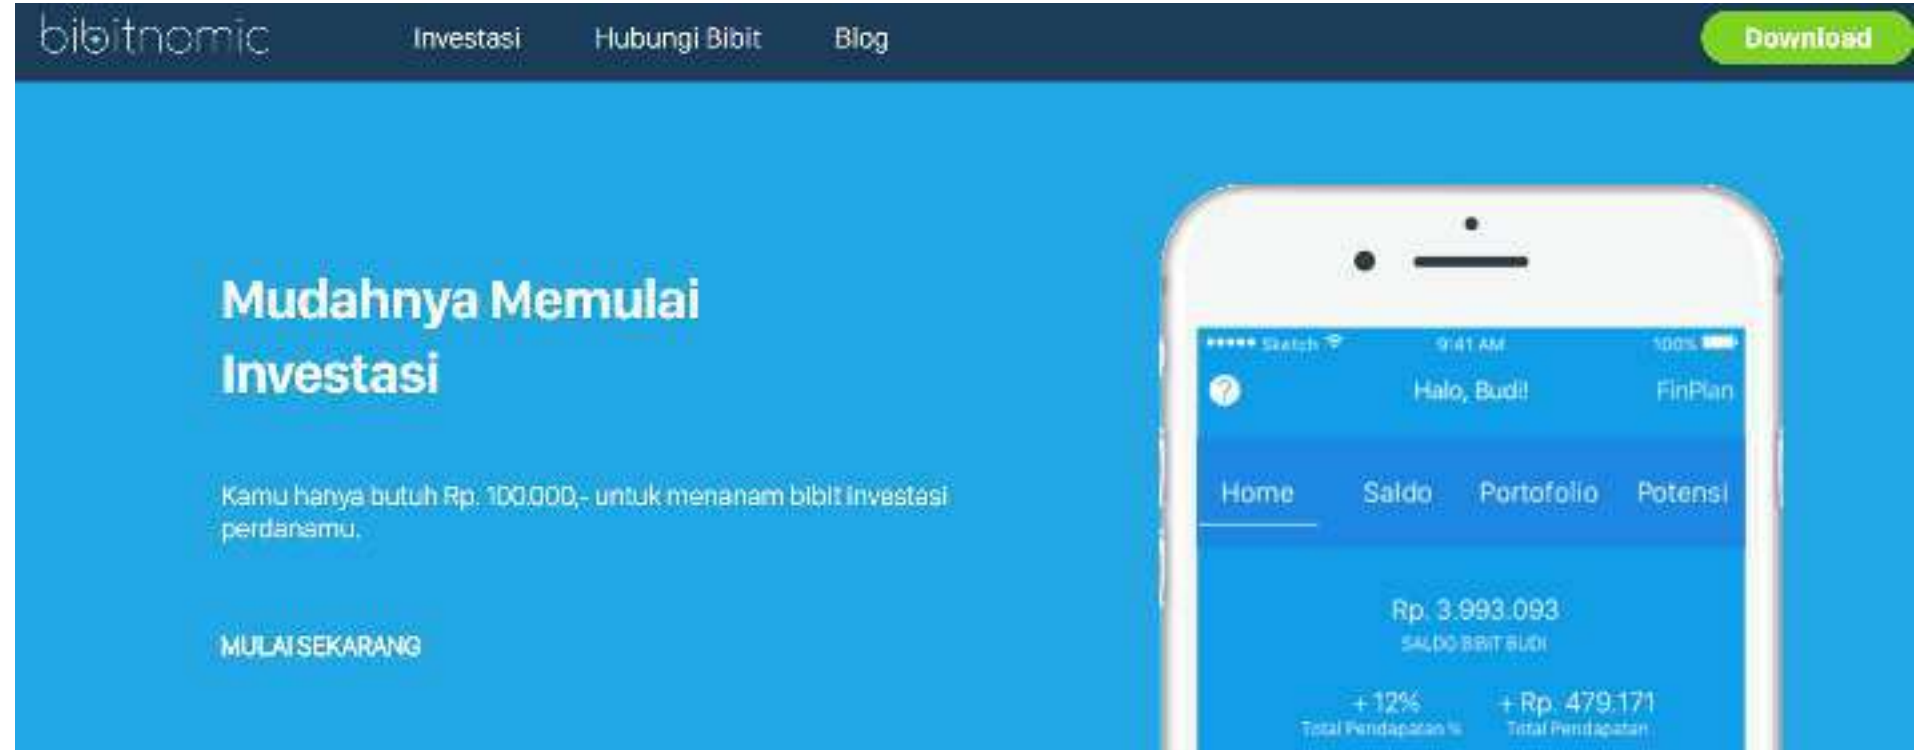 bibitnomic
Investasi
Hubungi Bibit
Blog
Download
Mudahnya Memulai
Investasi
Kamu hanya butuh Rp. 100.000,- untuk menanam bibit investasi
perdanamu.
MULAI SEKARANG
Sketch 9:41 AM 100%
? Halo, Budi! FinPlan
Home Saldo Portofolio Potensi
Rp. 3.993.093
SALDO BIBIT BUDI
+ 12% + Rp. 479.171
Total Pendapatan % Total Pendapatan